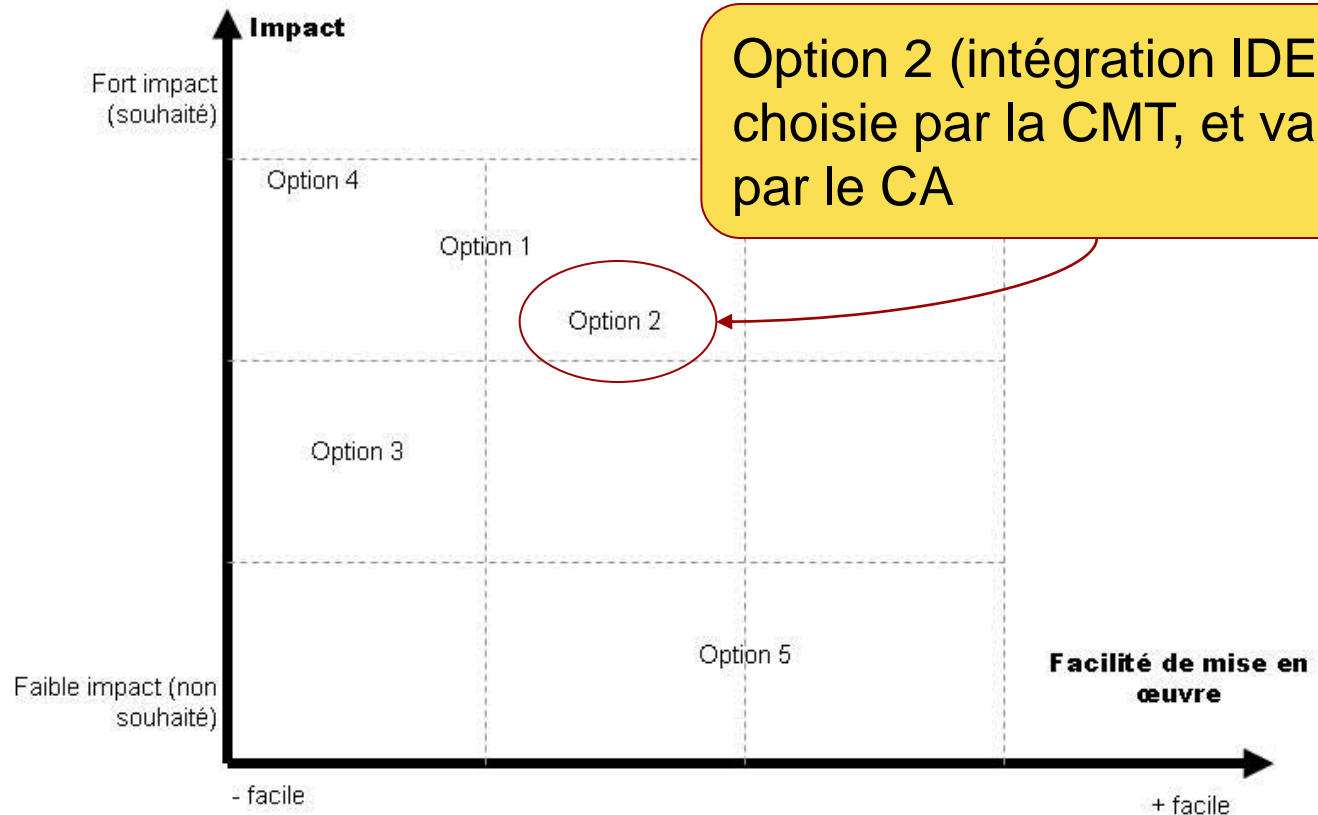 Impact
Fort impact
(souhaité)
Option 2 (intégration IDE
choisie par la CMT, et va
par le CA
Option 4
Option 1
Option 2
Option 3
Option 5
Facilité de mise en
œuvre
Faible impact (non
souhaité)
- facile
+ facile